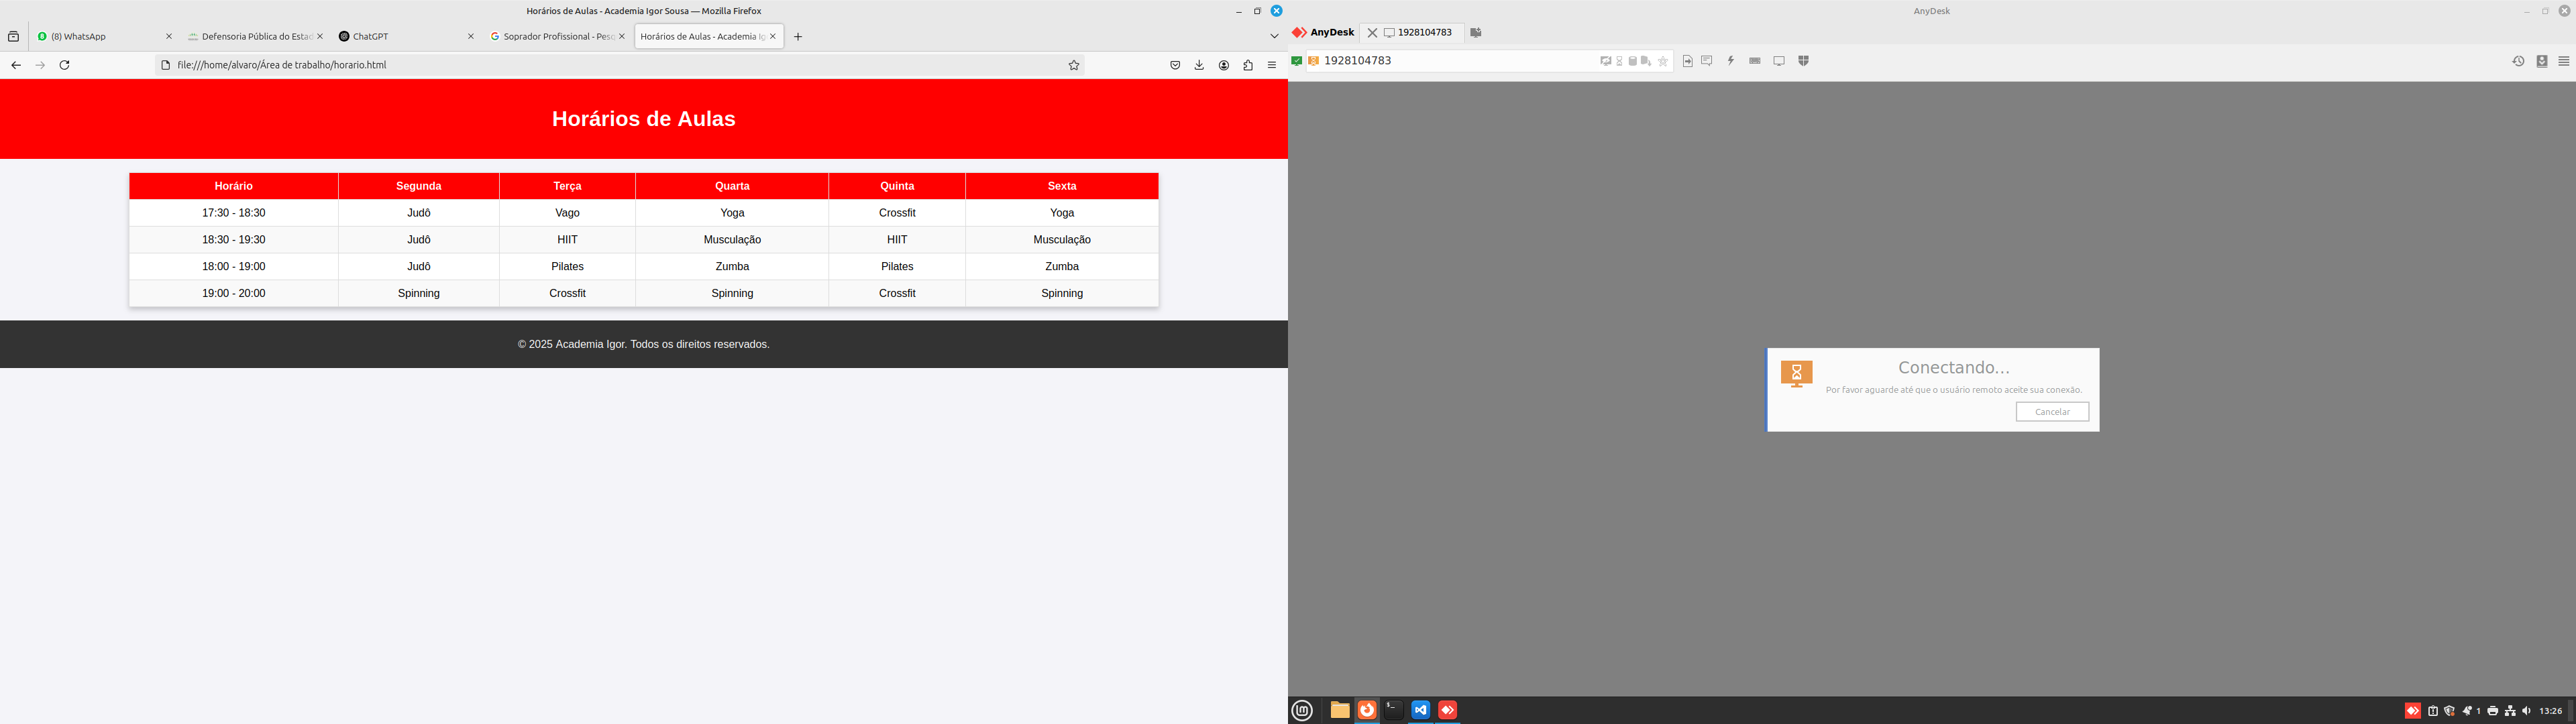 Horários de Aulas - Academia Igor Sousa — Mozilla Firefox
(8) WhatsApp
Defensoria Pública do Estad
ChatGPT
Soprador Profissional - Pesq
Horários de Aulas - Academia Ig
file:///home/alvaro/Área de trabalho/horario.html
Horários de Aulas
Horário Segunda Terça Quarta Quinta Sexta
17:30 - 18:30 Judô Vago Yoga Crossfit Yoga
18:30 - 19:30 Judô HIIT Musculação HIIT Musculação
18:00 - 19:00 Judô Pilates Zumba Pilates Zumba
19:00 - 20:00 Spinning Crossfit Spinning Crossfit Spinning
© 2025 Academia Igor. Todos os direitos reservados.
AnyDesk
AnyDesk
1928104783
1928104783
Conectando...
Por favor aguarde até que o usuário remoto aceite sua conexão.
Cancelar
1
13:26